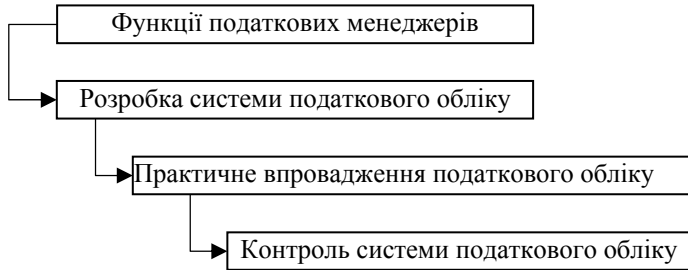 Функції податкових менеджерів
Розробка системи податкового обліку
Практичне впровадження податкового обліку
Контроль системи податкового обліку